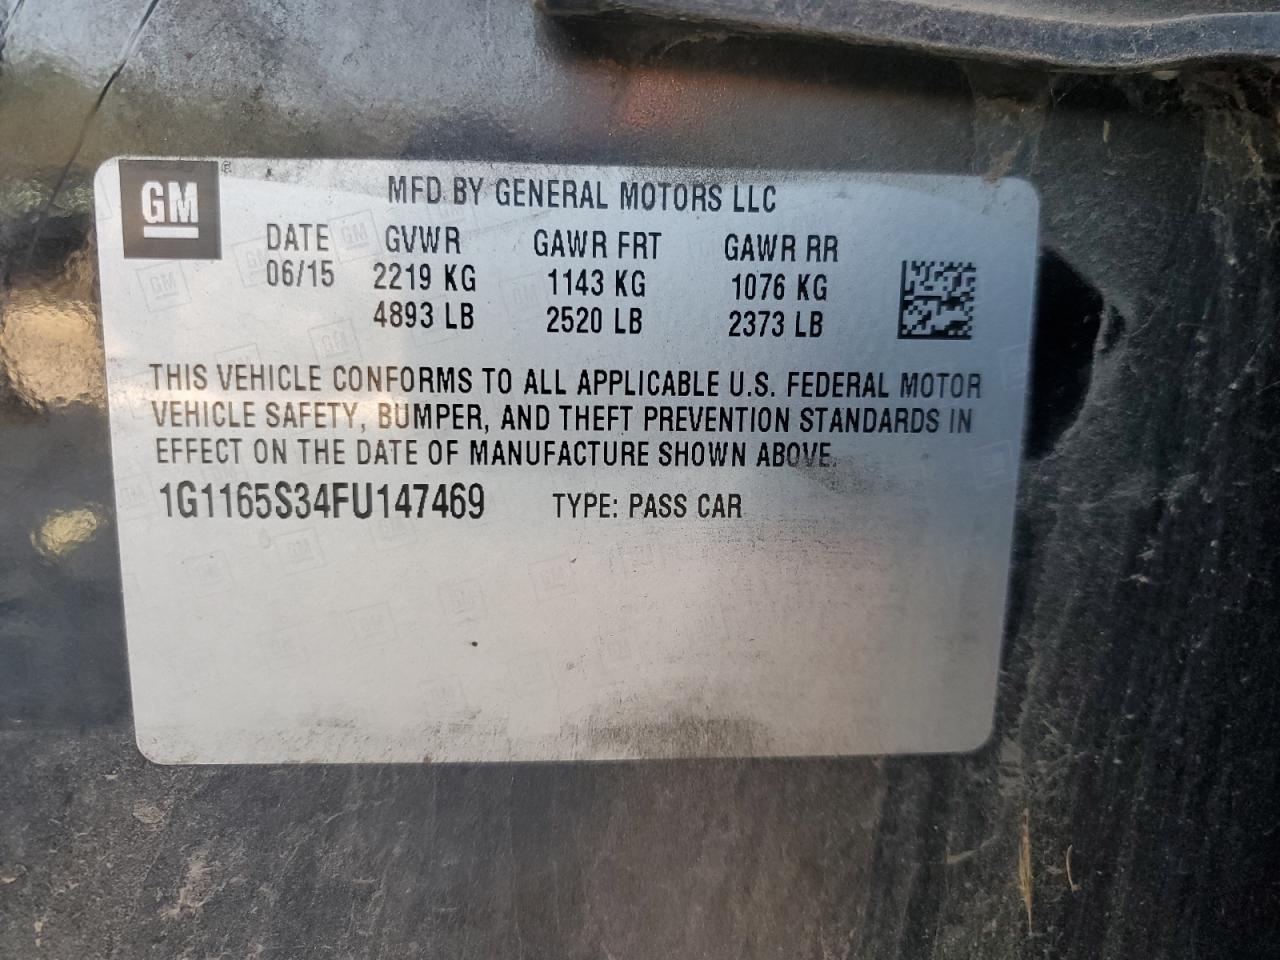 GM ®
MFD BY GENERAL MOTORS LLC
DATE GVWR GAWR FRT GAWR RR
06/15 2219 KG 1143 KG 1076 KG
4893 LB 2520 LB 2373 LB
THIS VEHICLE CONFORMS TO ALL APPLICABLE U.S. FEDERAL MOTOR
VEHICLE SAFETY, BUMPER, AND THEFT PREVENTION STANDARDS IN
EFFECT ON THE DATE OF MANUFACTURE SHOWN ABOVE.
1G1165S34FU147469 TYPE: PASS CAR